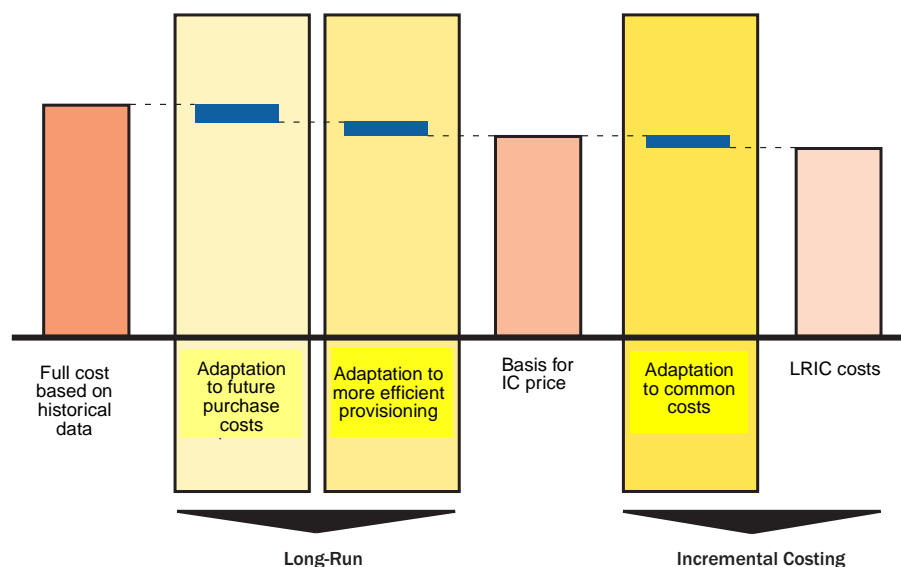 Full cost
based on
historical
data
Adaptation
to future
purchase
costs
Adaptation to
more efficient
provisioning
Basis for
IC price
Adaptation
to common
costs
LRIC costs
Long-Run
Incremental Costing